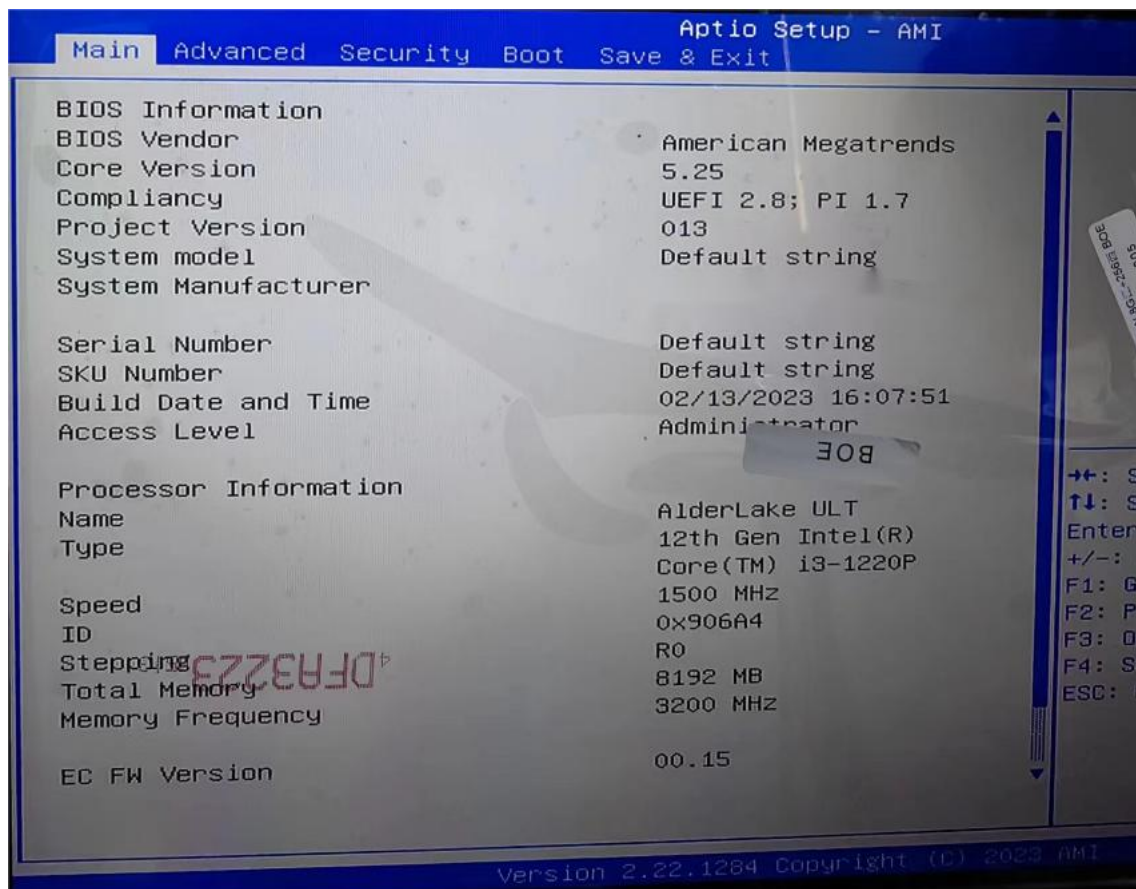 Aptio Setup - AMI
Main Advanced Security Boot Save & Exit
BIOS Information
BIOS Vendor American Megatrends
Core Version 5.25
Compliancy UEFI 2.8; PI 1.7
Project Version 013
System model Default string
System Manufacturer
Serial Number Default string
SKU Number Default string
Build Date and Time 02/13/2023 16:07:51
Access Level Administrator
BOE
Processor Information
Name AlderLake ULT
Type 12th Gen Intel(R)
Core(TM) i3-1220P
Speed 1500 MHz
ID 0x906A4
Stepping R0
Total Memory 8192 MB
Memory Frequency 3200 MHz
EC FW Version 00.15
→←: S
↑↓: S
Enter
+/-:
F1: G
F2: P
F3: O
F4: S
ESC:
Version 2.22.1284 Copyright (C) 2023 AMI